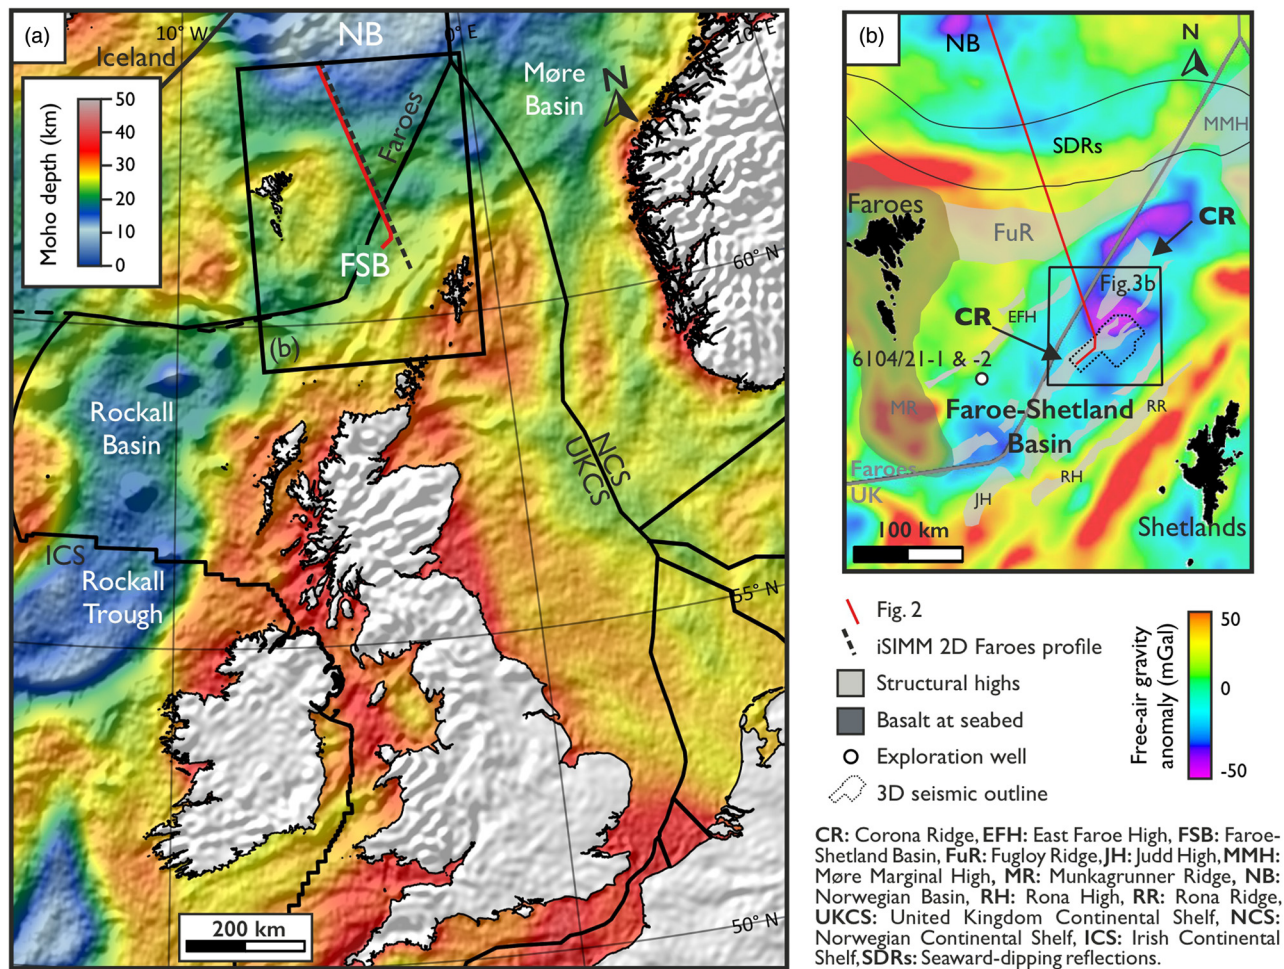 (a)
10° W
NB
0° E
10° E
Iceland
Møre
Basin
N
Moho depth (km)
50
40
30
20
10
0
Faroes
FSB
60° N
(b)
Rockall
Basin
NCS
UKCS
ICS
Rockall
Trough
55° N
50° N
200 km
(b)
NB
N
MMH
SDRs
Faroes
CR
FuR
Fig.3b
CR
EFH
6104/21-1 & -2
MR
Faroe-Shetland
Basin
RR
Faroes
UK
RH
JH
Shetlands
100 km
Fig. 2
iSIMM 2D Faroes profile
Structural highs
Basalt at seabed
Exploration well
3D seismic outline
Free-air gravity
anomaly (mGal)
50
0
-50
CR: Corona Ridge, EFH: East Faroe High, FSB: Faroe-
Shetland Basin, FuR: Fugloy Ridge, JH: Judd High, MMH:
Møre Marginal High, MR: Munkagrunner Ridge, NB:
Norwegian Basin, RH: Rona High, RR: Rona Ridge,
UKCS: United Kingdom Continental Shelf, NCS:
Norwegian Continental Shelf, ICS: Irish Continental
Shelf, SDRs: Seaward-dipping reflections.